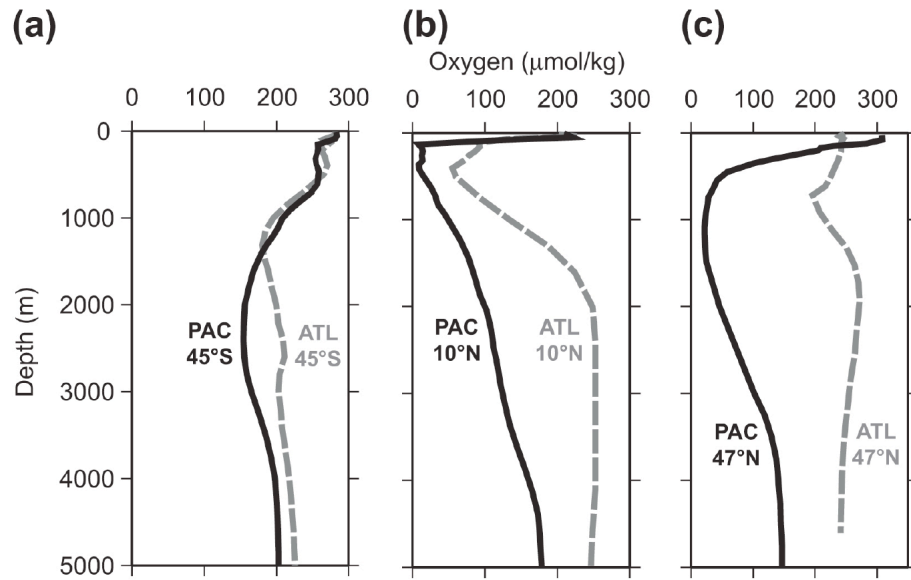 (a)
(b)
(c)
Oxygen (μmol/kg)
0 100 200 300
0 100 200 300
0 100 200 300
0
1000
2000
3000
4000
5000
Depth (m)
PAC
45°S
ATL
45°S
PAC
10°N
ATL
10°N
PAC
47°N
ATL
47°N